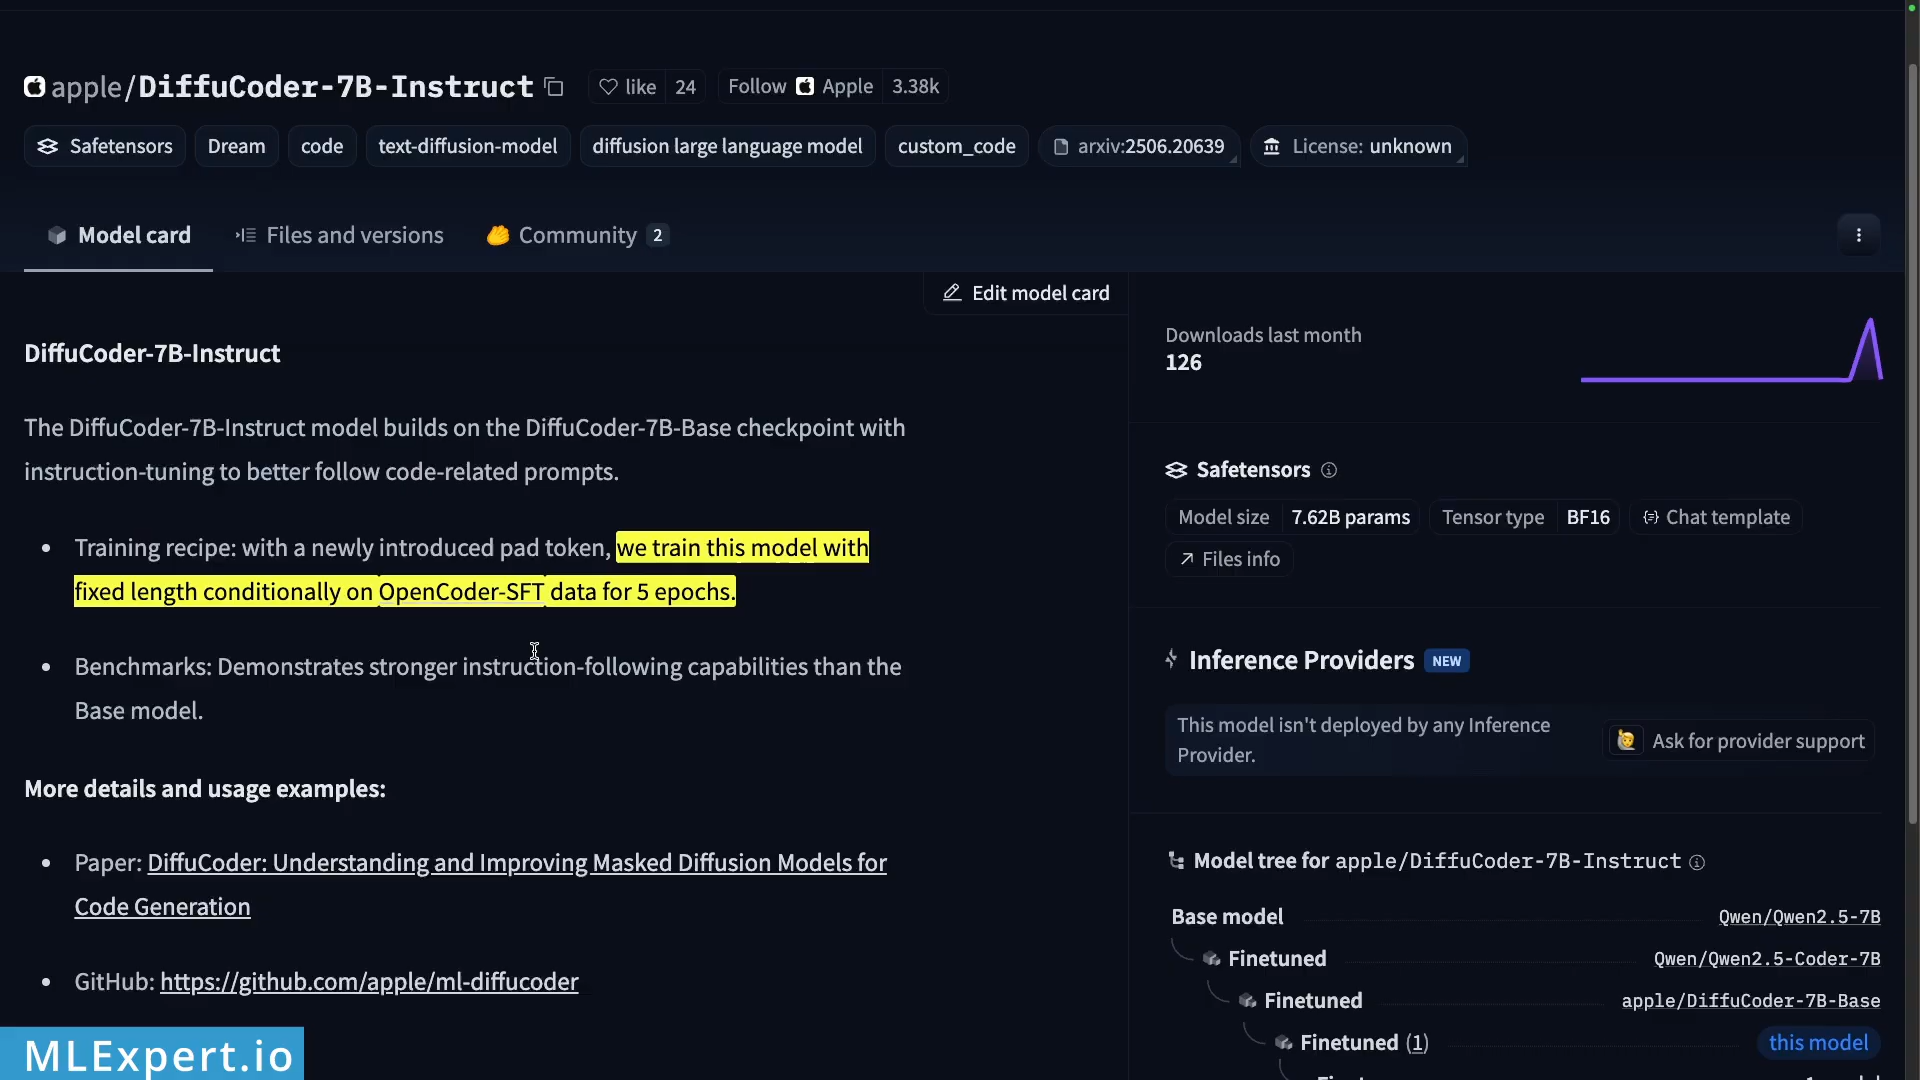 apple/DiffuCoder-7B-Instruct like 24 Follow Apple 3.38k
Safetensors Dream code text-diffusion-model diffusion large language model custom_code arxiv:2506.20639 License: unknown
Model card Files and versions Community 2
Edit model card
DiffuCoder-7B-Instruct
The DiffuCoder-7B-Instruct model builds on the DiffuCoder-7B-Base checkpoint with
instruction-tuning to better follow code-related prompts.
• Training recipe: with a newly introduced pad token, we train this model with
fixed length conditionally on OpenCoder-SFT data for 5 epochs.
• Benchmarks: Demonstrates stronger instruction-following capabilities than the
Base model.
More details and usage examples:
• Paper: DiffuCoder: Understanding and Improving Masked Diffusion Models for
Code Generation
• GitHub: https://github.com/apple/ml-diffucoder
MLExpert.io
Downloads last month
126
Safetensors
Model size 7.62B params Tensor type BF16 Chat template
Files info
Inference Providers NEW
This model isn't deployed by any Inference
Provider.
Ask for provider support
Model tree for apple/DiffuCoder-7B-Instruct
Base model Qwen/Qwen2.5-7B
Finetuned Qwen/Qwen2.5-Coder-7B
Finetuned apple/DiffuCoder-7B-Base
Finetuned (1) this model